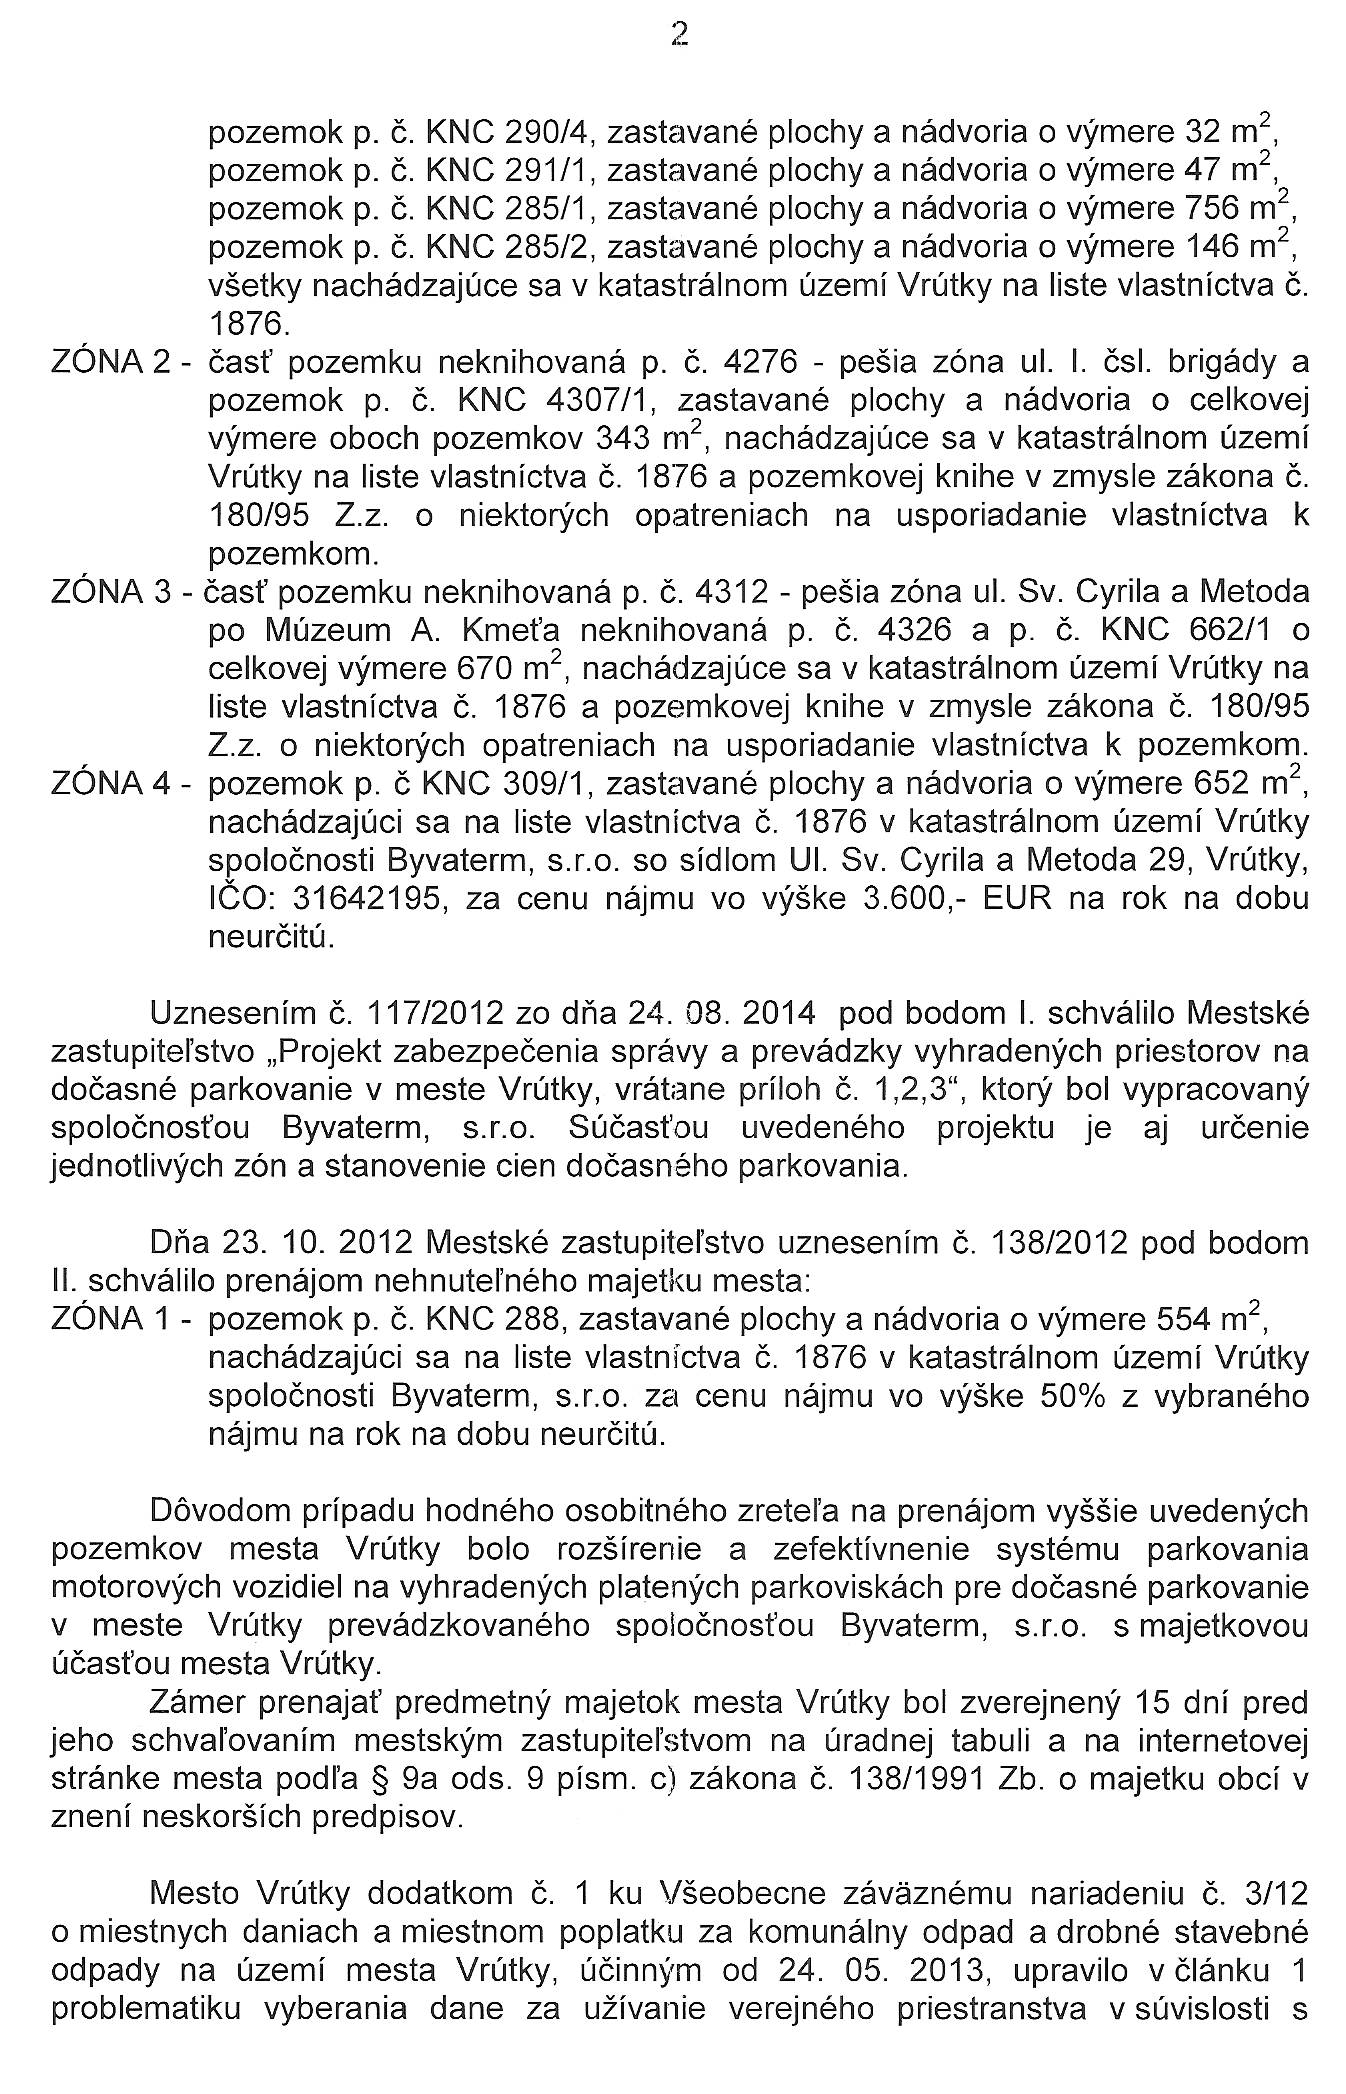 2
pozemok p. č. KNC 290/4, zastavané plochy a nádvoria o výmere 32 m²,
pozemok p. č. KNC 291/1, zastavané plochy a nádvoria o výmere 47 m²,
pozemok p. č. KNC 285/1, zastavané plochy a nádvoria o výmere 756 m²,
pozemok p. č. KNC 285/2, zastavané plochy a nádvoria o výmere 146 m²,
všetky nachádzajúce sa v katastrálnom území Vrútky na liste vlastníctva č.
1876.
ZÓNA 2 - časť pozemku neknihovaná p. č. 4276 - pešia zóna ul. I. čsl. brigády a
pozemok p. č. KNC 4307/1, zastavané plochy a nádvoria o celkovej
výmere oboch pozemkov 343 m², nachádzajúce sa v katastrálnom území
Vrútky na liste vlastníctva č. 1876 a pozemkovej knihe v zmysle zákona č.
180/95 Z.z. o niektorých opatreniach na usporiadanie vlastníctva k
pozemkom.
ZÓNA 3 - časť pozemku neknihovaná p. č. 4312 - pešia zóna ul. Sv. Cyrila a Metoda
po Múzeum A. Kmeťa neknihovaná p. č. 4326 a p. č. KNC 662/1 o
celkovej výmere 670 m², nachádzajúce sa v katastrálnom území Vrútky na
liste vlastníctva č. 1876 a pozemkovej knihe v zmysle zákona č. 180/95
Z.z. o niektorých opatreniach na usporiadanie vlastníctva k pozemkom.
ZÓNA 4 - pozemok p. č KNC 309/1, zastavané plochy a nádvoria o výmere 652 m²,
nachádzajúci sa na liste vlastníctva č. 1876 v katastrálnom území Vrútky
spoločnosti Byvaterm, s.r.o. so sídlom Ul. Sv. Cyrila a Metoda 29, Vrútky,
IČO: 31642195, za cenu nájmu vo výške 3.600,- EUR na rok na dobu
neurčitú.
Uznesením č. 117/2012 zo dňa 24. 08. 2014 pod bodom I. schválilo Mestské
zastupiteľstvo „Projekt zabezpečenia správy a prevádzky vyhradených priestorov na
dočasné parkovanie v meste Vrútky, vrátane príloh č. 1,2,3“, ktorý bol vypracovaný
spoločnosťou Byvaterm, s.r.o. Súčasťou uvedeného projektu je aj určenie
jednotlivých zón a stanovenie cien dočasného parkovania.
Dňa 23. 10. 2012 Mestské zastupiteľstvo uznesením č. 138/2012 pod bodom
II. schválilo prenájom nehnuteľného majetku mesta:
ZÓNA 1 - pozemok p. č. KNC 288, zastavané plochy a nádvoria o výmere 554 m²,
nachádzajúci sa na liste vlastníctva č. 1876 v katastrálnom území Vrútky
spoločnosti Byvaterm, s.r.o. za cenu nájmu vo výške 50% z vybraného
nájmu na rok na dobu neurčitú.
Dôvodom prípadu hodného osobitného zreteľa na prenájom vyššie uvedených
pozemkov mesta Vrútky bolo rozšírenie a zefektívnenie systému parkovania
motorových vozidiel na vyhradených platených parkoviskách pre dočasné parkovanie
v meste Vrútky prevádzkovaného spoločnosťou Byvaterm, s.r.o. s majetkovou
účasťou mesta Vrútky.
Zámer prenajať predmetný majetok mesta Vrútky bol zverejnený 15 dní pred
jeho schvaľovaním mestským zastupiteľstvom na úradnej tabuli a na internetovej
stránke mesta podľa § 9a ods. 9 písm. c) zákona č. 138/1991 Zb. o majetku obcí v
znení neskorších predpisov.
Mesto Vrútky dodatkom č. 1 ku Všeobecne záväznému nariadeniu č. 3/12
o miestnych daniach a miestnom poplatku za komunálny odpad a drobné stavebné
odpady na území mesta Vrútky, účinným od 24. 05. 2013, upravilo v článku 1
problematiku vyberania dane za užívanie verejného priestranstva v súvislosti s